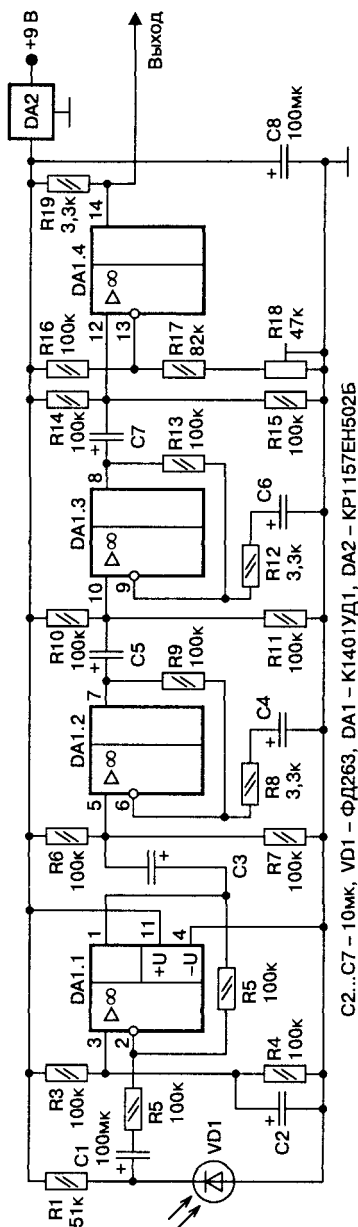 +9 В
DA2
Выход
R19
3,3к
14
C8
100мк
+
DA1.4
▷∞
12
13
R16
100к
R17
82к
R18
47к
R14
100к
R15
100к
C7
+
8
R13
100к
DA1.3
▷∞
10
9
R12
3,3к
C6
+
R10
100к
R11
100к
C5
+
7
R9
100к
DA1.2
▷∞
5
6
R8
3,3к
C4
+
R6
100к
R7
100к
C3
+
1
11
4
DA1.1
▷∞
+U
-U
3
2
R5
100к
R3
100к
R4
100к
C1
100мк
+
R5
100к
C2
+
R1
51к
VD1
C2...C7 – 10мк, VD1 – ФД263, DA1 – К1401УД1, DA2 – КР1157ЕН502Б